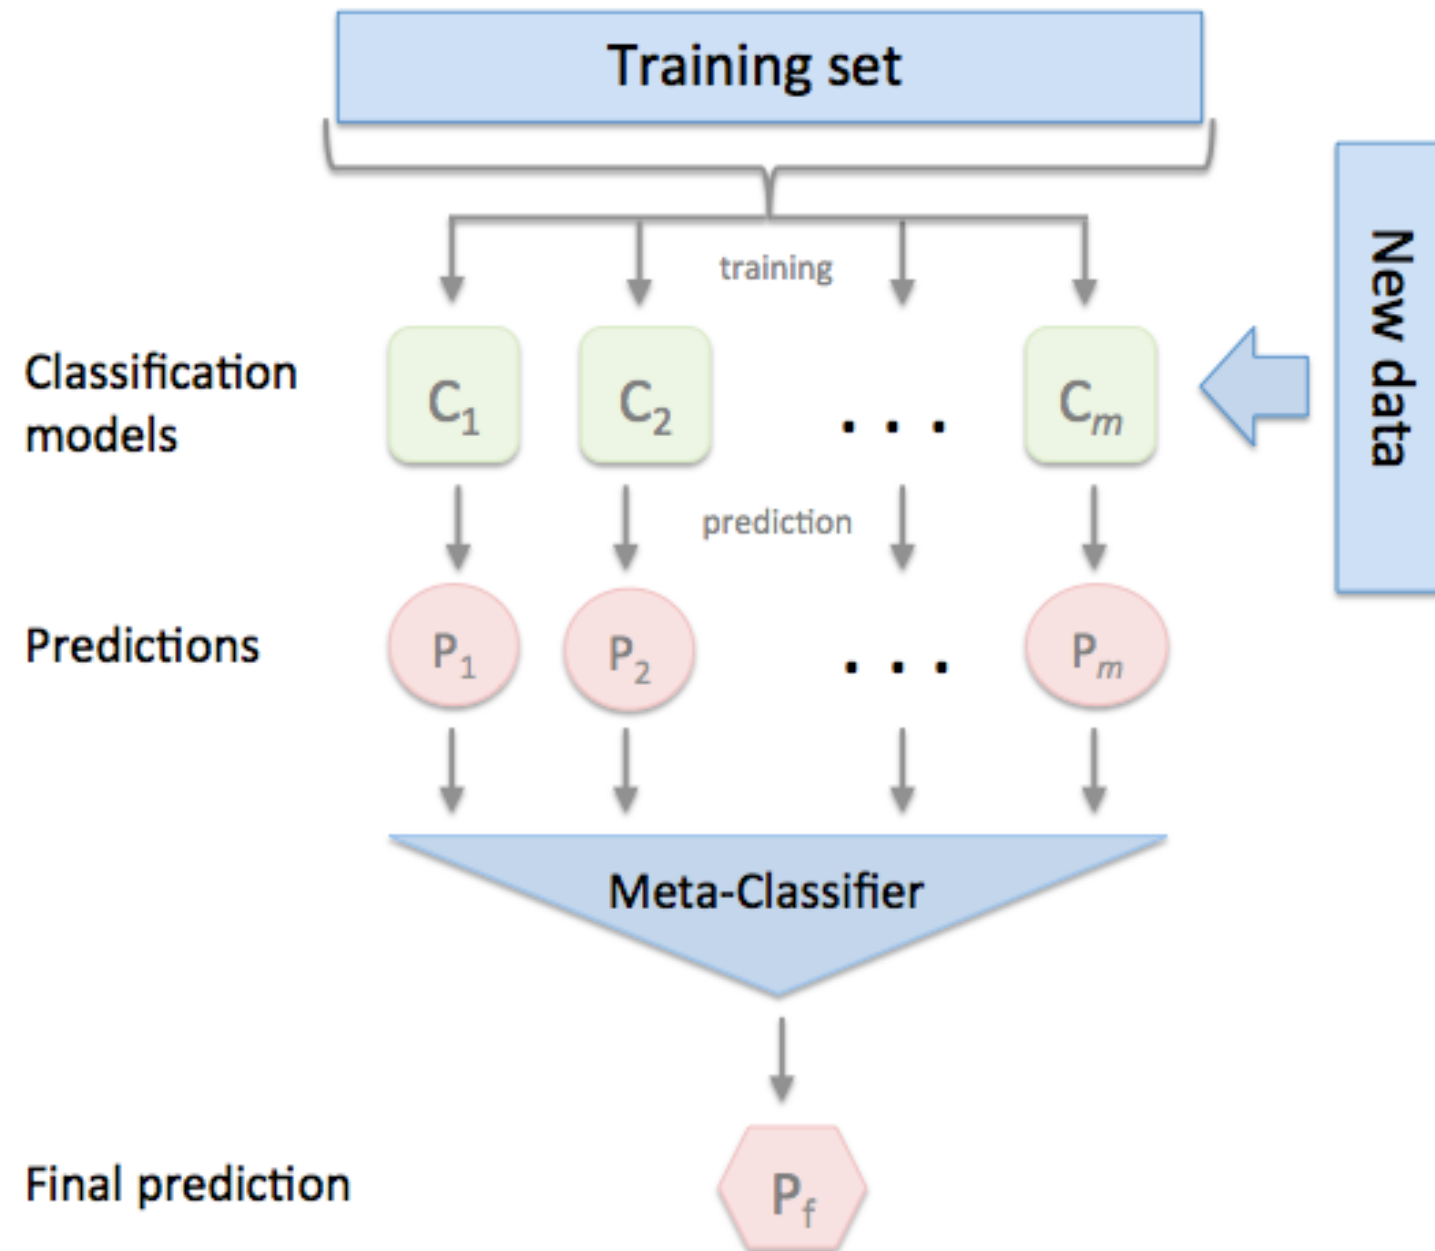 Training set
training
New data
Classification
models
C1
C2
. . .
Cm
prediction
Predictions
P1
P2
. . .
Pm
Meta-Classifier
Final prediction
Pf